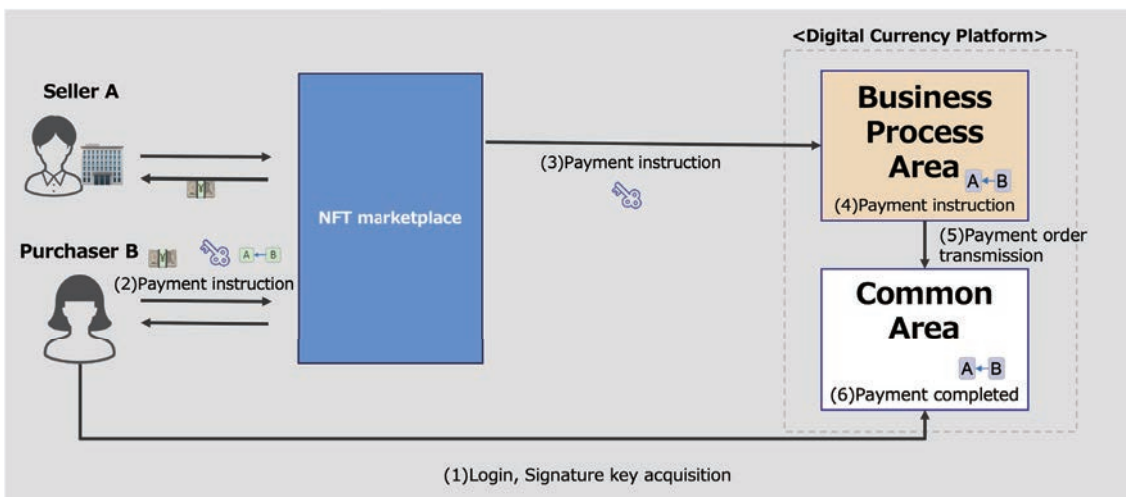 <Digital Currency Platform>
Seller A
Business
Process
Area
(3)Payment instruction
A B
(4)Payment instruction
NFT marketplace
Purchaser B
A B
(2)Payment instruction
(5)Payment order
transmission
Common
Area
A B
(6)Payment completed
(1)Login, Signature key acquisition